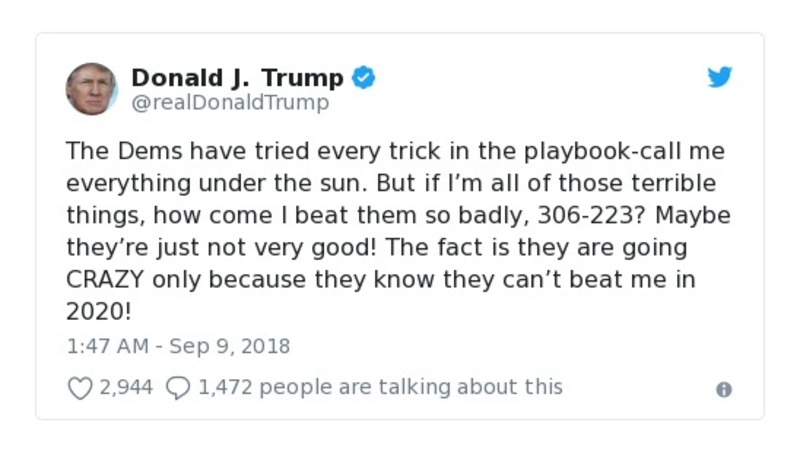 Donald J. Trump
@realDonaldTrump
The Dems have tried every trick in the playbook-call me
everything under the sun. But if I’m all of those terrible
things, how come I beat them so badly, 306-223? Maybe
they’re just not very good! The fact is they are going
CRAZY only because they know they can’t beat me in
2020!
1:47 AM - Sep 9, 2018
2,944 1,472 people are talking about this